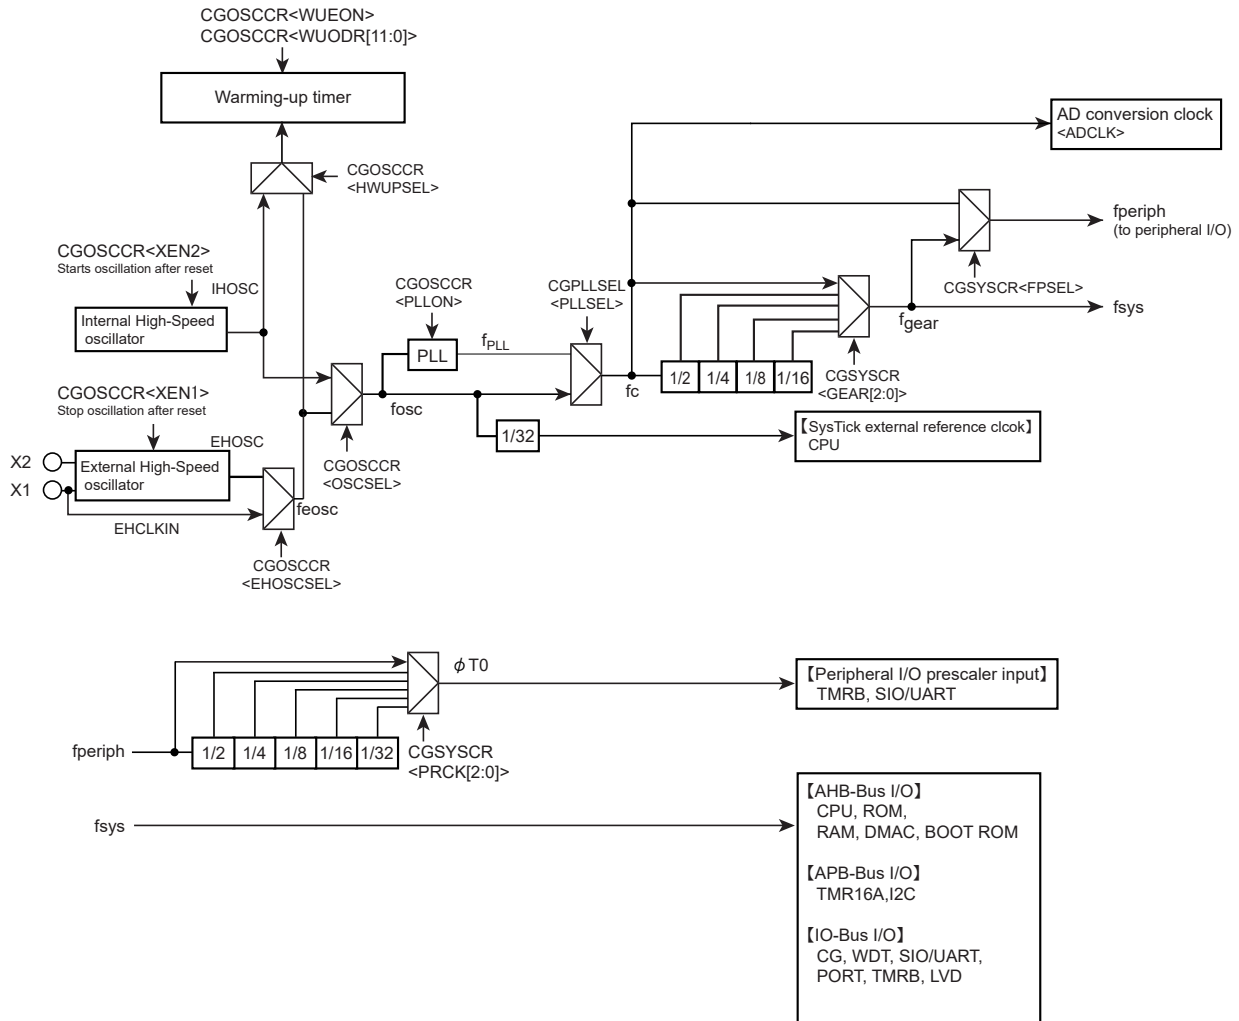 CGOSCCR<WUEON>
CGOSCCR<WUODR[11:0]>
Warming-up timer
CGOSCCR
<HWUPSEL>
AD conversion clock
<ADCLK>
CGOSCCR<XEN2>
Starts oscillation after reset
IHOSC
Internal High-Speed
oscillator
CGOSCCR
<PLLON>
PLL
fPLL
CGPLLSEL
<PLLSEL>
fperiph
(to peripheral I/O)
CGSYSCR<FPSEL>
fsys
fgear
fc
1/2
1/4
1/8
1/16
CGSYSCR
<GEAR[2:0]>
CGOSCCR<XEN1>
Stop oscillation after reset
EHOSC
X2
X1
External High-Speed
oscillator
EHCLKIN
fosc
CGOSCCR
<OSCSEL>
feosc
CGOSCCR
<EHOSCSEL>
1/32
【SysTick external reference clcok】
CPU
fperiph
1/2
1/4
1/8
1/16
1/32
ϕT0
CGSYSCR
<PRCK[2:0]>
【Peripheral I/O prescaler input】
TMRB, SIO/UART
fsys
【AHB-Bus I/O】
CPU, ROM,
RAM, DMAC, BOOT ROM
【APB-Bus I/O】
TMR16A,I2C
【IO-Bus I/O】
CG, WDT, SIO/UART,
PORT, TMRB, LVD